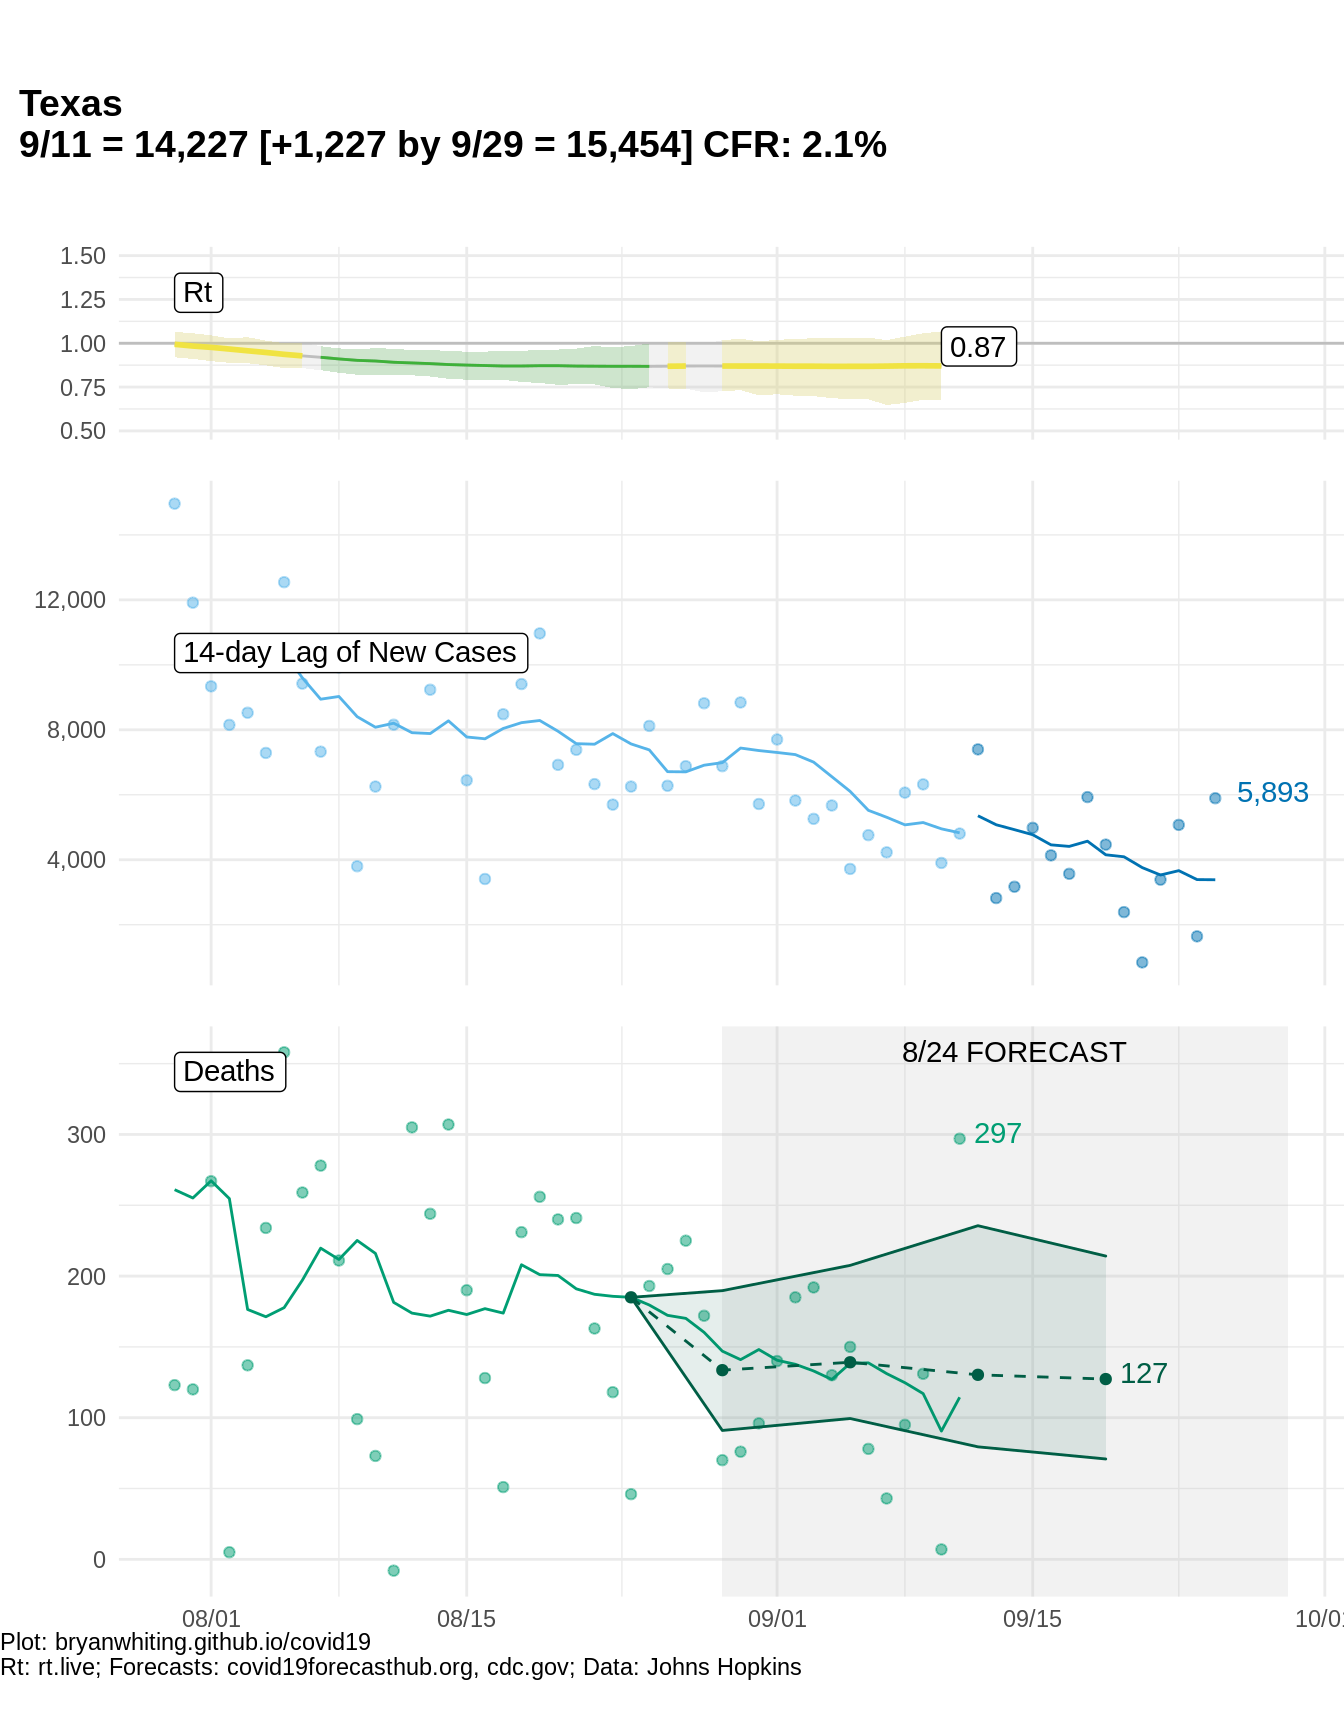 Texas
9/11 = 14,227 [+1,227 by 9/29 = 15,454] CFR: 2.1%
1.50
Rt
1.25
1.00
0.87
0.75
0.50
12,000
14-day Lag of New Cases
8,000
5,893
4,000
8/24 FORECAST
Deaths
300
297
200
127
100
0
08/01
08/15
09/01
09/15
10/01
Plot: bryanwhiting.github.io/covid19
Rt: rt.live; Forecasts: covid19forecasthub.org, cdc.gov; Data: Johns Hopkins